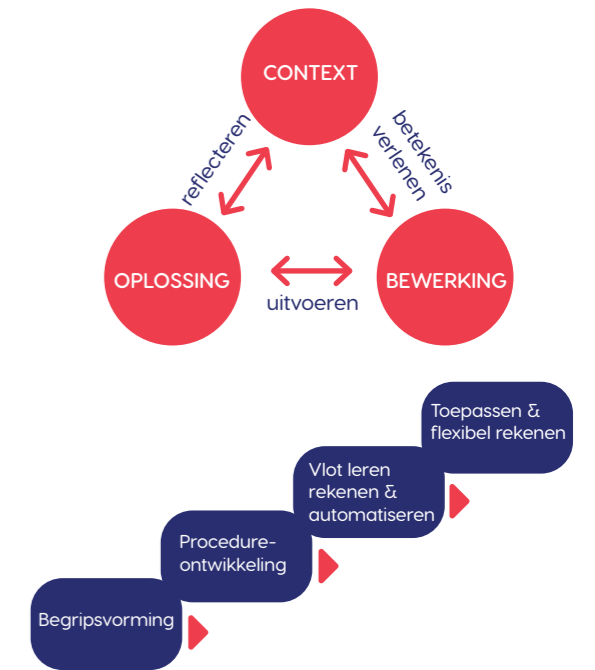 CONTEXT
reflecteren
betekenis
verlenen
OPLOSSING
BEWERKING
uitvoeren
Toepassen &
flexibel rekenen
Vlot leren
rekenen &
automatiseren
Procedure-
ontwikkeling
Begripsvorming